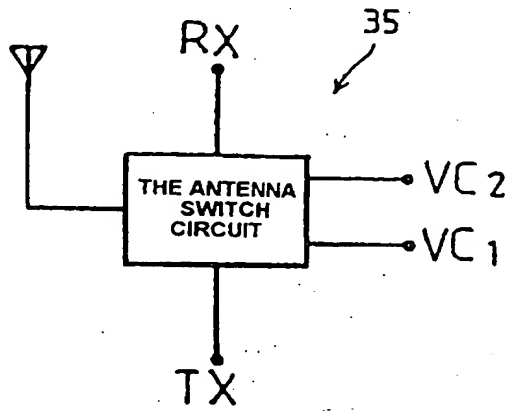 RX
35
THE ANTENNA
SWITCH
CIRCUIT
VC2
VC1
TX